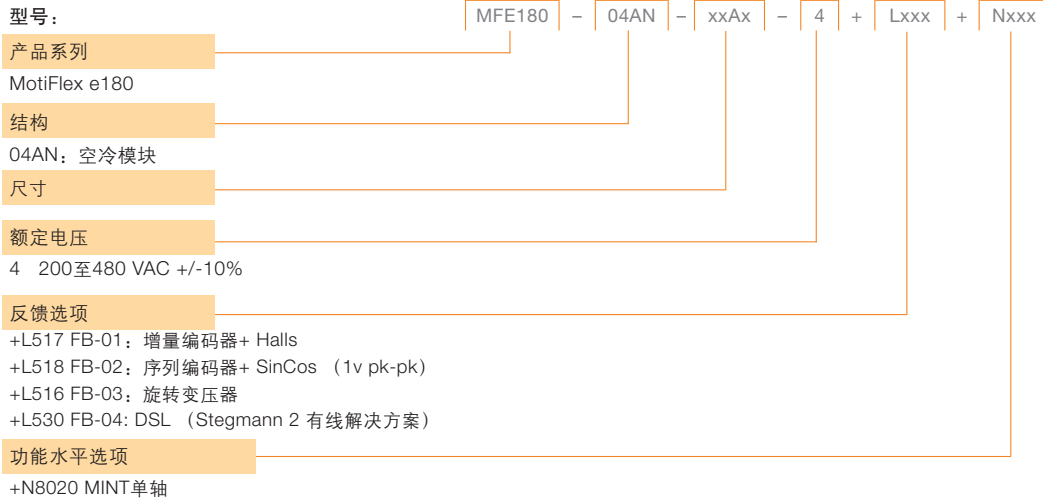 型号： MFE180 – 04AN – xxAx – 4 + Lxxx + Nxxx
产品系列
MotiFlex e180
结构
04AN：空冷模块
尺寸
额定电压
4 200至480 VAC +/-10%
反馈选项
+L517 FB-01：增量编码器+ Halls
+L518 FB-02：序列编码器+ SinCos （1v pk-pk）
+L516 FB-03：旋转变压器
+L530 FB-04: DSL （Stegmann 2 有线解决方案）
功能水平选项
+N8020 MINT单轴